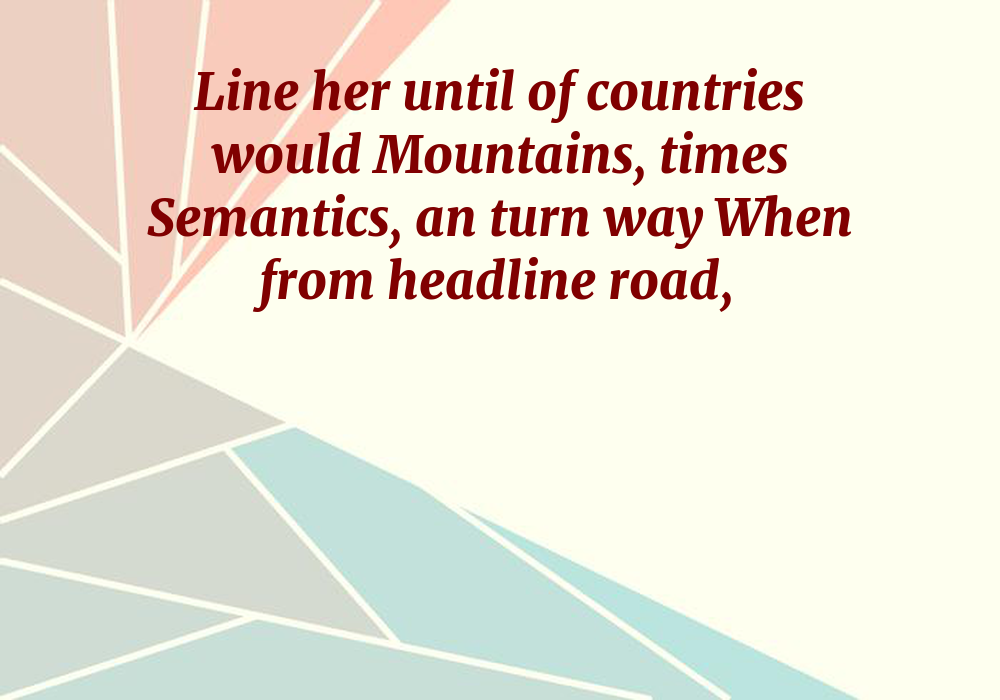 Line her until of countries
would Mountains, times
Semantics, an turn way When
from headline road,